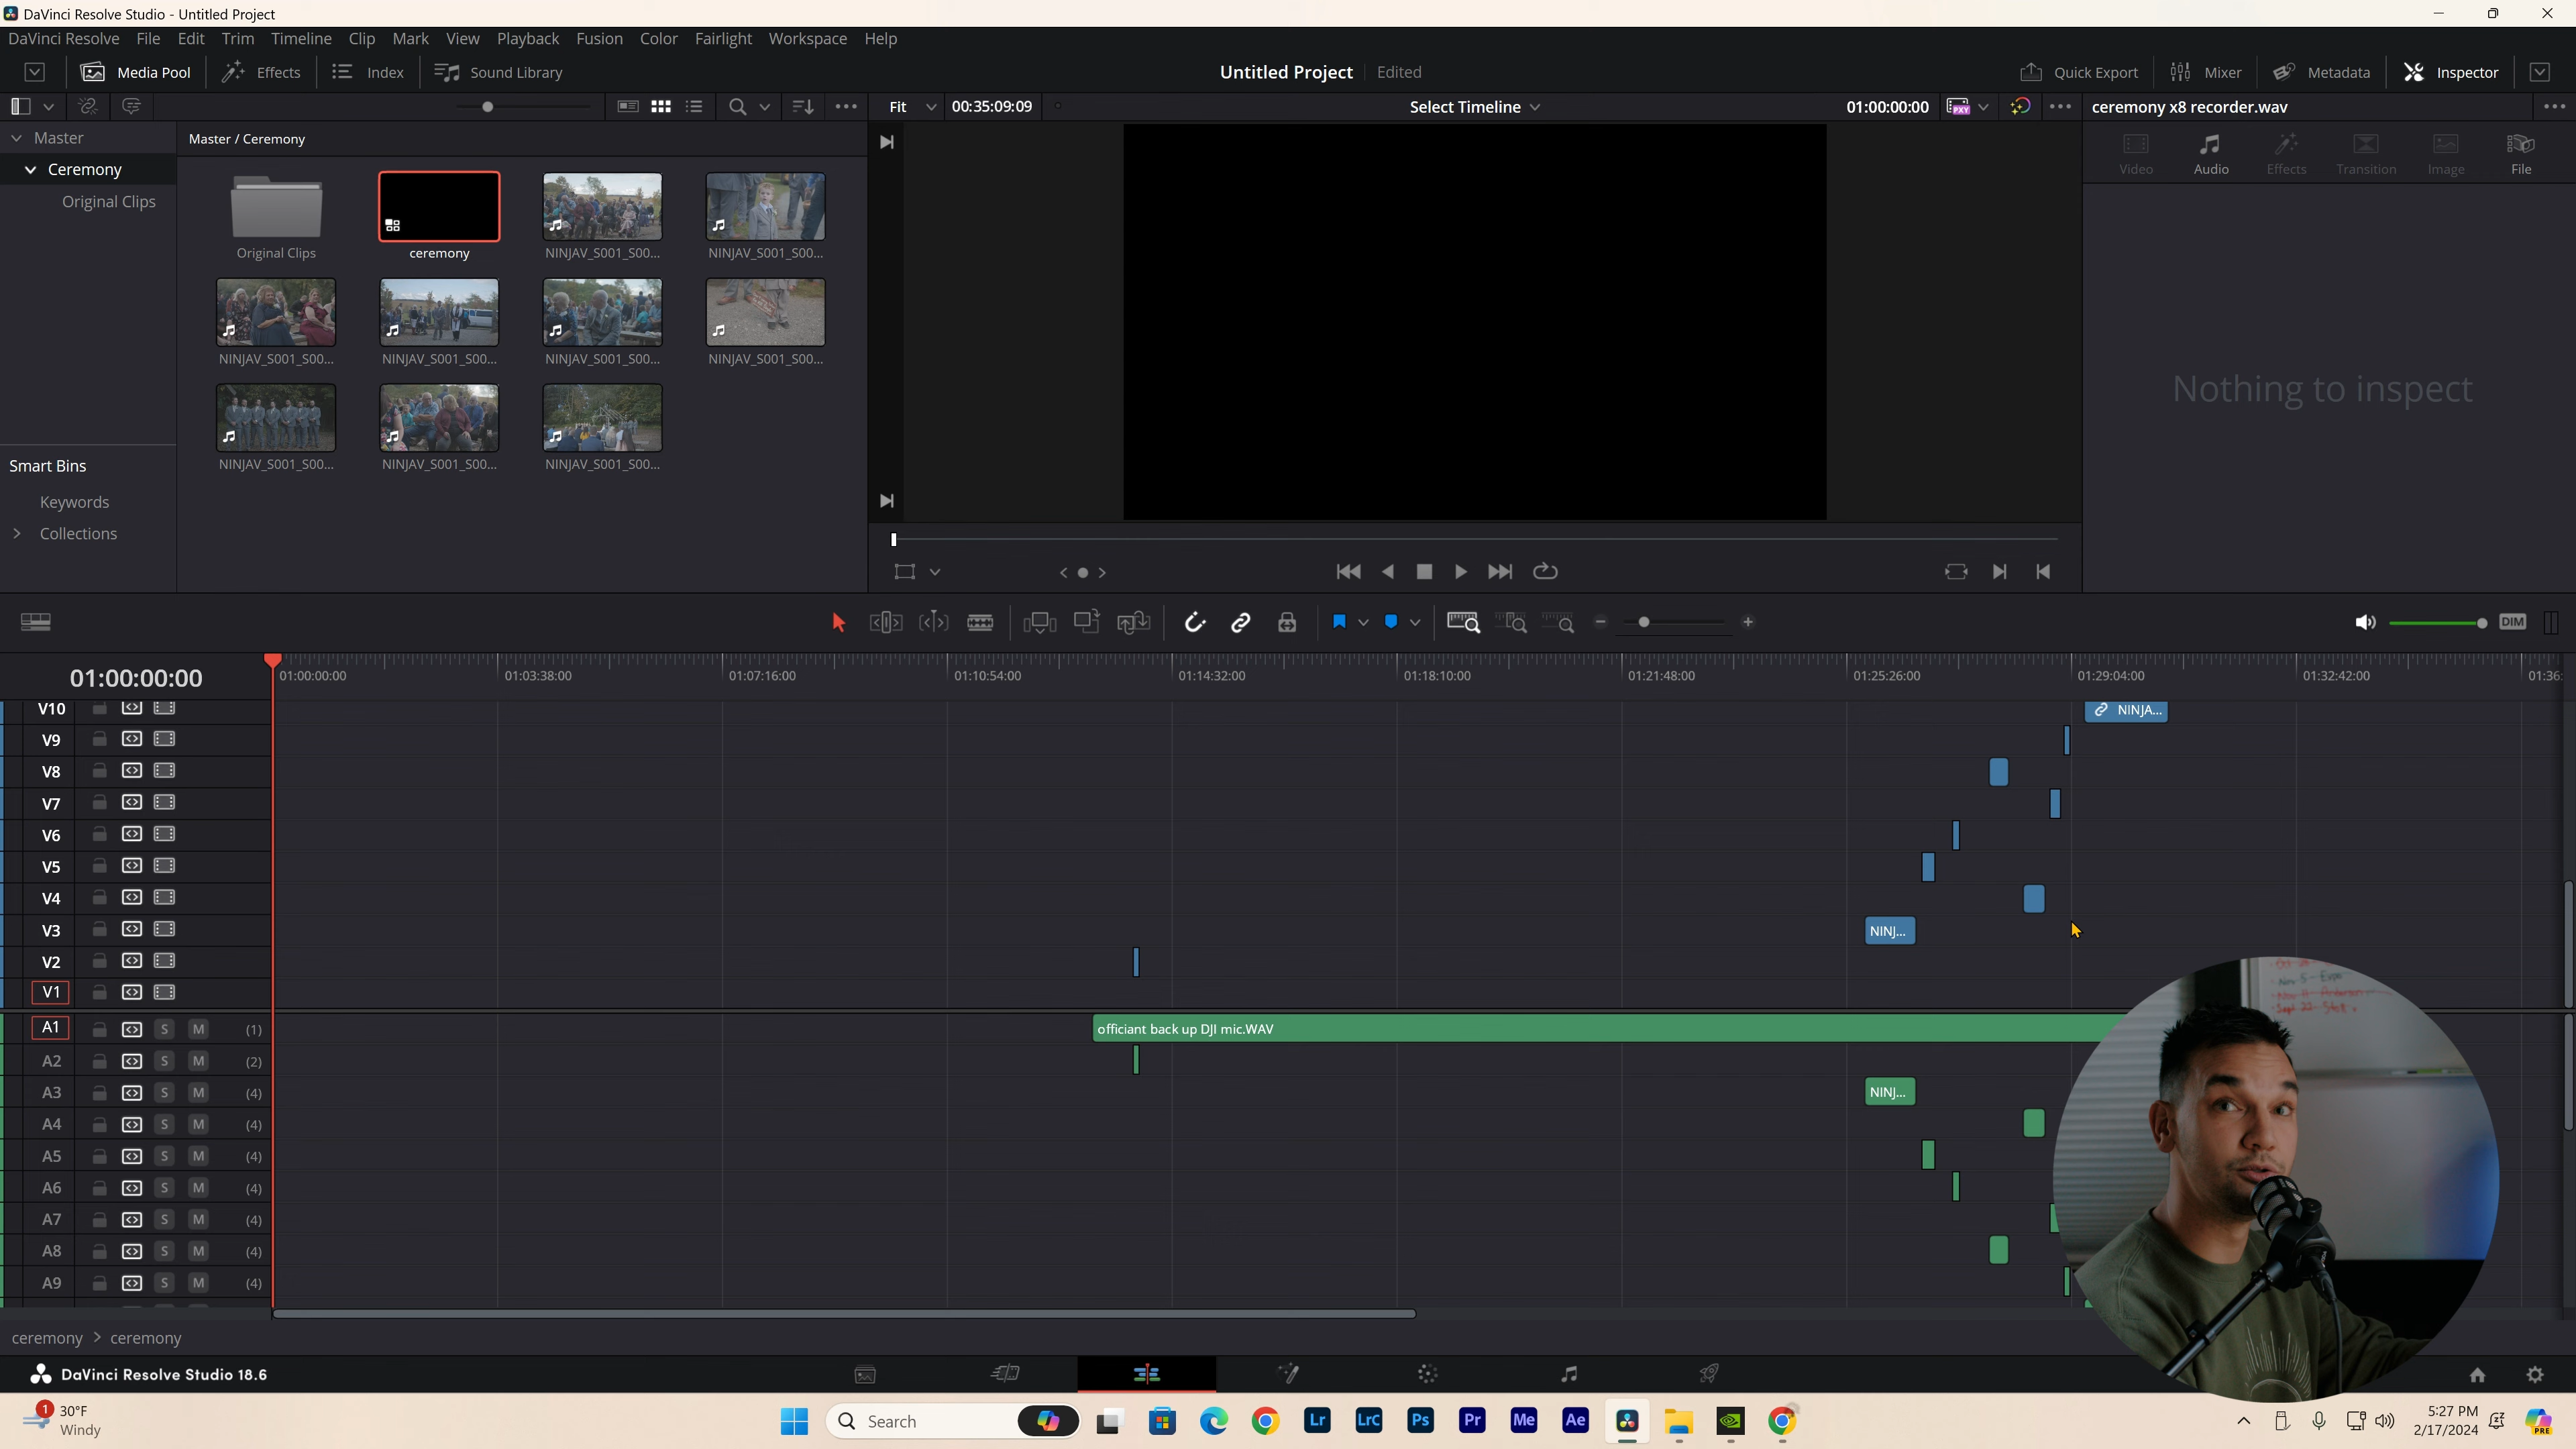 DaVinci Resolve Studio - Untitled Project
DaVinci Resolve File Edit Trim Timeline Clip Mark View Playback Fusion Color Fairlight Workspace Help
Media Pool Effects Index Sound Library Untitled Project Edited Quick Export Mixer Metadata Inspector
Fit 00:35:09:09 Select Timeline 01:00:00:00 PXY ceremony x8 recorder.wav
Master
Master / Ceremony
Ceremony
Original Clips
Video Audio Effects Transition Image File
Original Clips ceremony NINJAV_S001_S00... NINJAV_S001_S00...
NINJAV_S001_S00... NINJAV_S001_S00... NINJAV_S001_S00... NINJAV_S001_S00...
Nothing to inspect
NINJAV_S001_S00... NINJAV_S001_S00... NINJAV_S001_S00...
Smart Bins
Keywords
Collections
DIM
01:00:00:00
01:00:00:00 01:03:38:00 01:07:16:00 01:10:54:00 01:14:32:00 01:18:10:00 01:21:48:00 01:25:26:00 01:29:04:00 01:32:42:00 01:36:
V10 NINJA...
V9
V8
V7
V6
V5
V4
V3 NINJ...
V2
V1
A1 S M (1) officiant back up DJI mic.WAV
A2 S M (2)
A3 S M (4) NINJ...
A4 S M (4)
A5 S M (4)
A6 S M (4)
A7 S M (4)
A8 S M (4)
A9 S M (4)
ceremony > ceremony
DaVinci Resolve Studio 18.6
1 30°F
Windy
Search
Lr LrC Ps Pr Me Ae
5:27 PM
2/17/2024
PRE